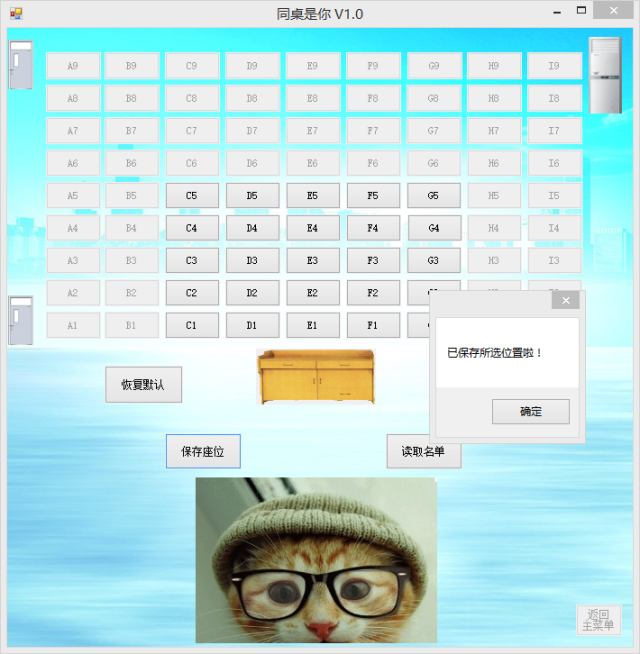 同桌是你 V1.0
A9 B9 C9 D9 E9 F9 G9 H9 I9
A8 B8 C8 D8 E8 F8 G8 H8 I8
A7 B7 C7 D7 E7 F7 G7 H7 I7
A6 B6 C6 D6 E6 F6 G6 H6 I6
A5 B5 C5 D5 E5 F5 G5 H5 I5
A4 B4 C4 D4 E4 F4 G4 H4 I4
A3 B3 C3 D3 E3 F3 G3 H3 I3
A2 B2 C2 D2 E2 F2
A1 B1 C1 D1 E1 F1
已保存所选位置啦！
确定
恢复默认
保存座位 读取名单
返回
主菜单